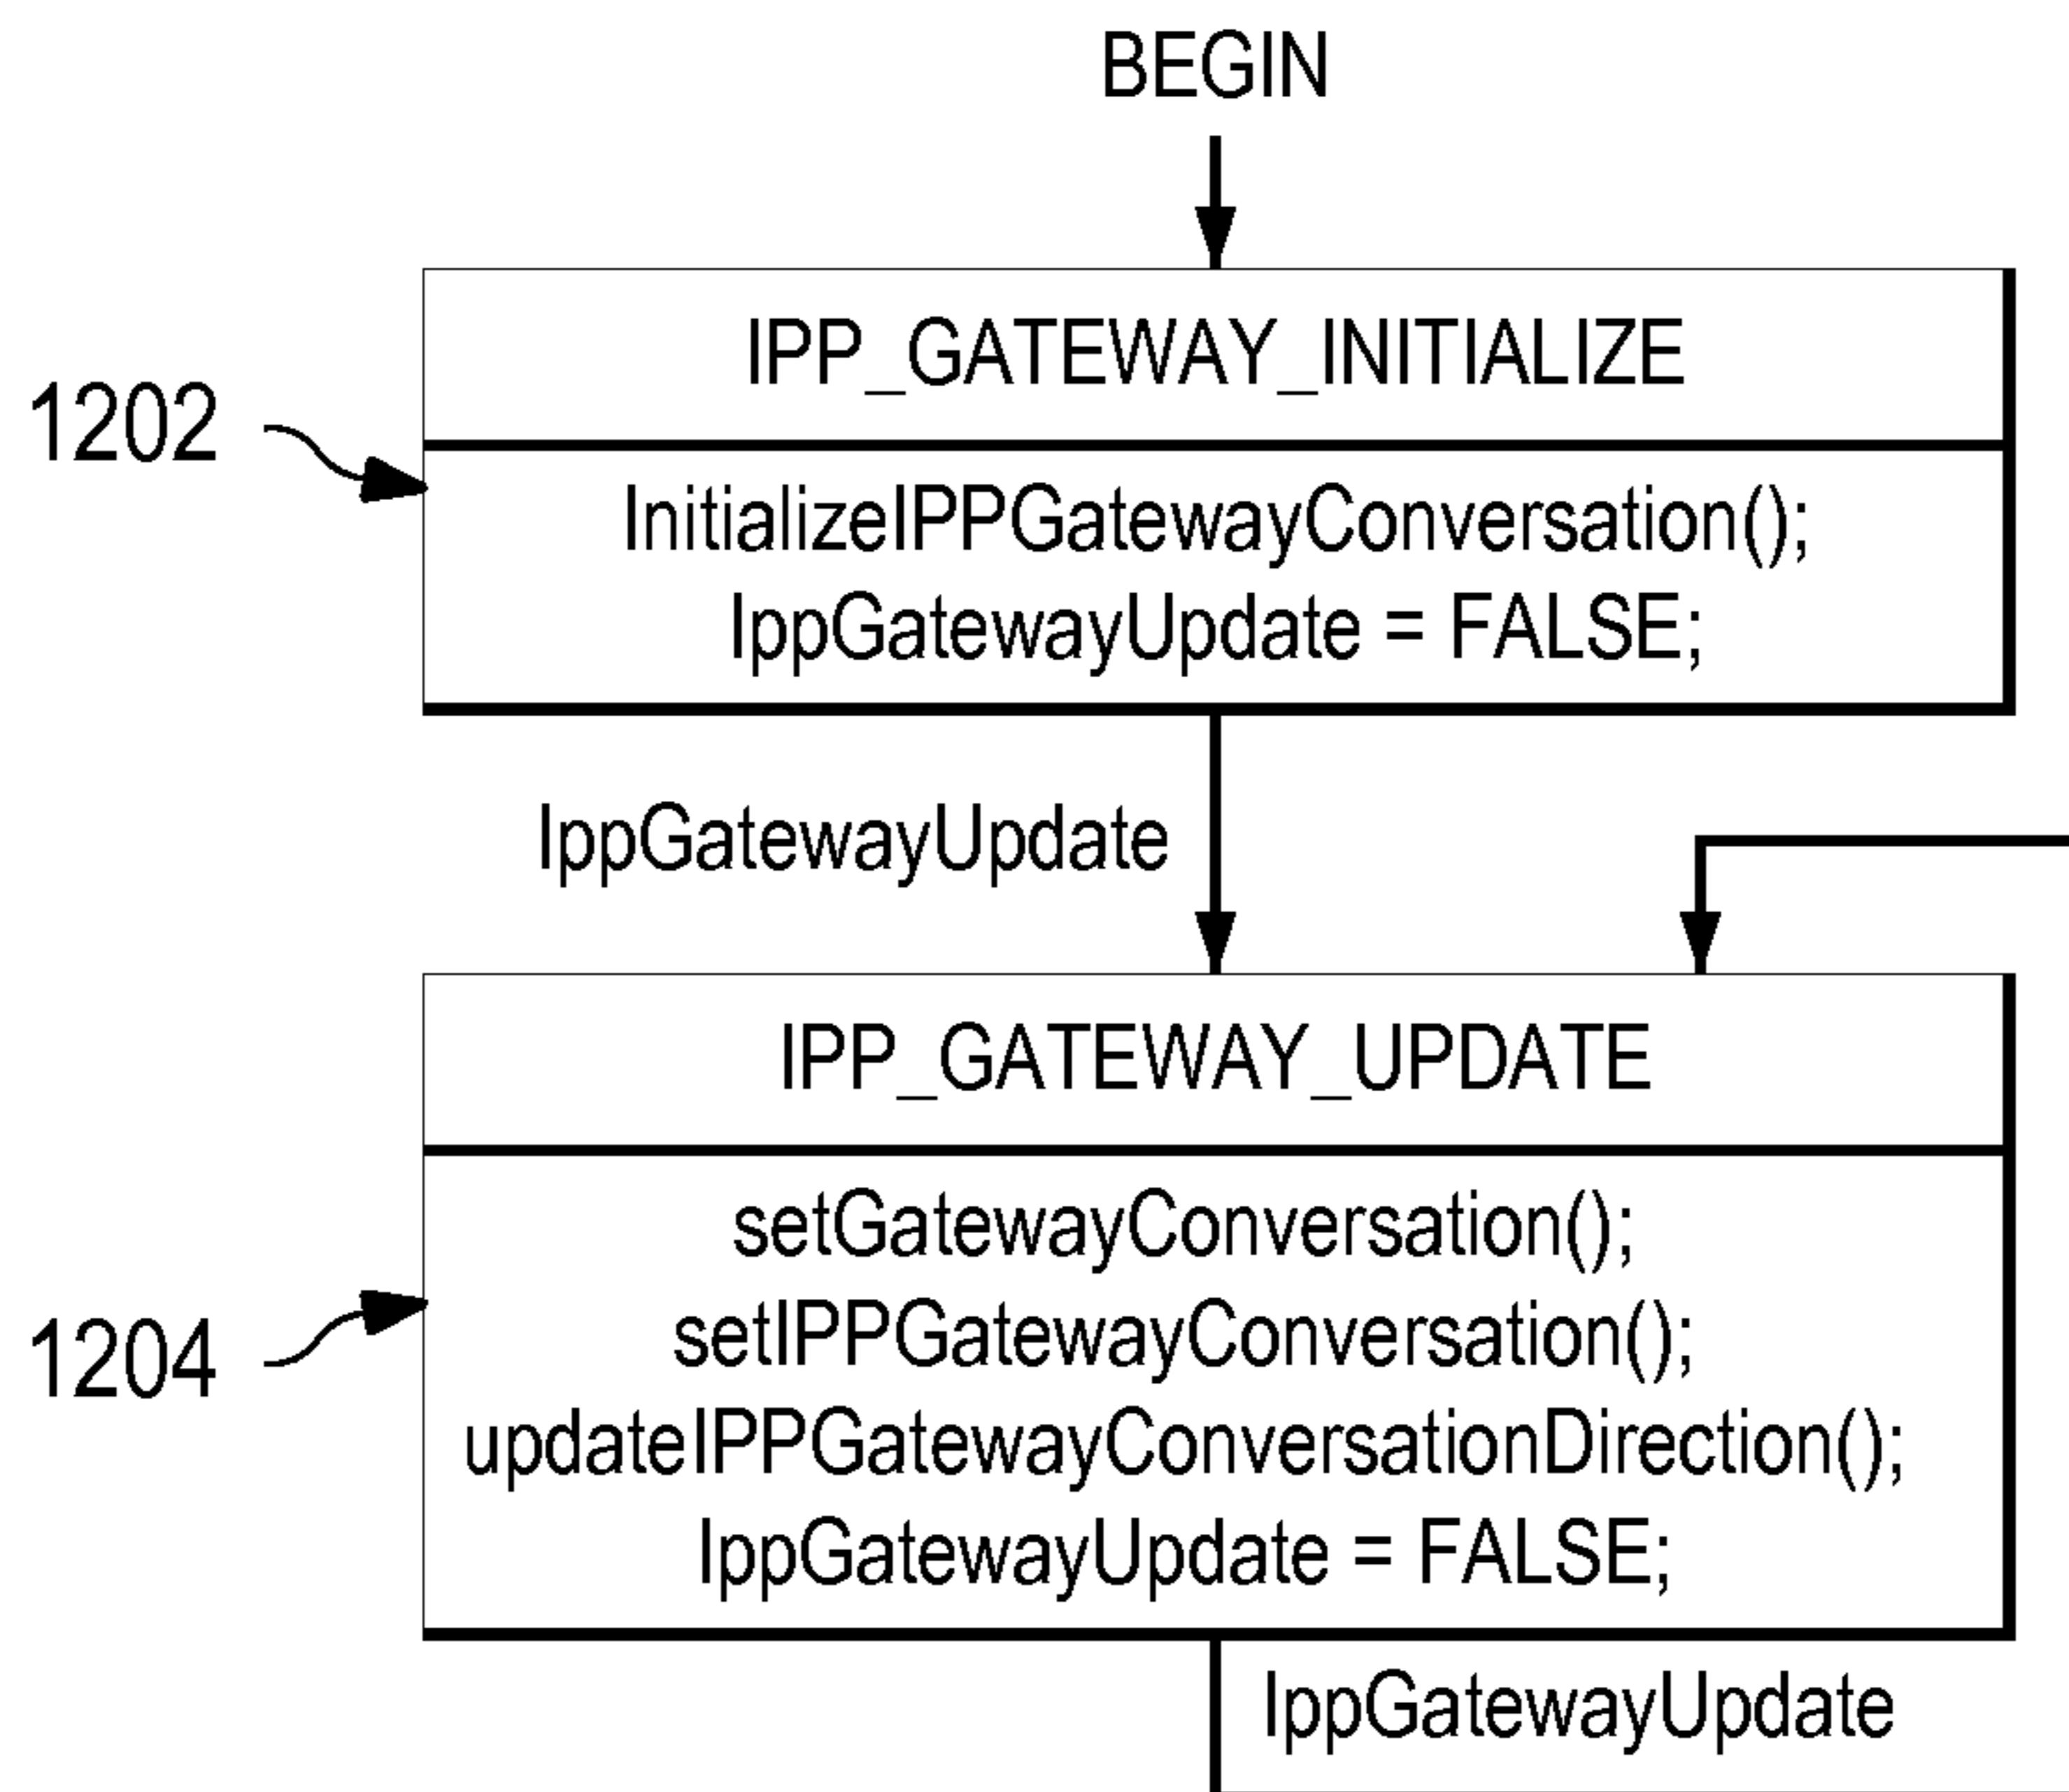 BEGIN
IPP_GATEWAY_INITIALIZE
1202
InitializeIPPGatewayConversation();
IppGatewayUpdate = FALSE;
IppGatewayUpdate
IPP_GATEWAY_UPDATE
setGatewayConversation();
setIPPGatewayConversation();
1204
updateIPPGatewayConversationDirection();
IppGatewayUpdate = FALSE;
IppGatewayUpdate